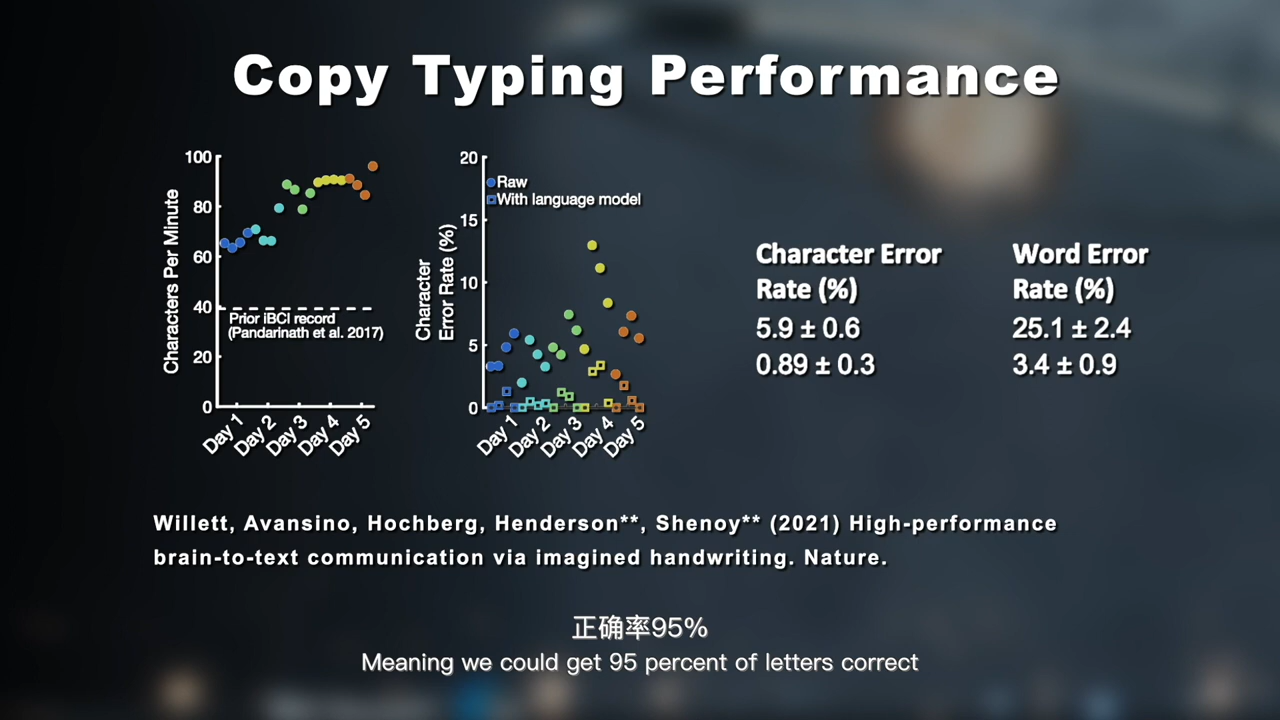 Copy Typing Performance
Characters Per Minute
100
80
60
40
20
0
Prior iBCI record
(Pandarinath et al. 2017)
Day 1
Day 2
Day 3
Day 4
Day 5
Character
Error Rate (%)
20
15
10
5
0
Raw
With language model
Day 1
Day 2
Day 3
Day 4
Day 5
Character Error
Rate (%)
5.9 ± 0.6
0.89 ± 0.3
Word Error
Rate (%)
25.1 ± 2.4
3.4 ± 0.9
Willett, Avansino, Hochberg, Henderson**, Shenoy** (2021) High-performance
brain-to-text communication via imagined handwriting. Nature.
正确率95%
Meaning we could get 95 percent of letters correct